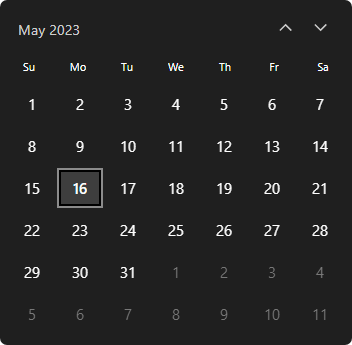 May 2023
Su Mo Tu We Th Fr Sa
1 2 3 4 5 6 7
8 9 10 11 12 13 14
15 16 17 18 19 20 21
22 23 24 25 26 27 28
29 30 31 1 2 3 4
5 6 7 8 9 10 11